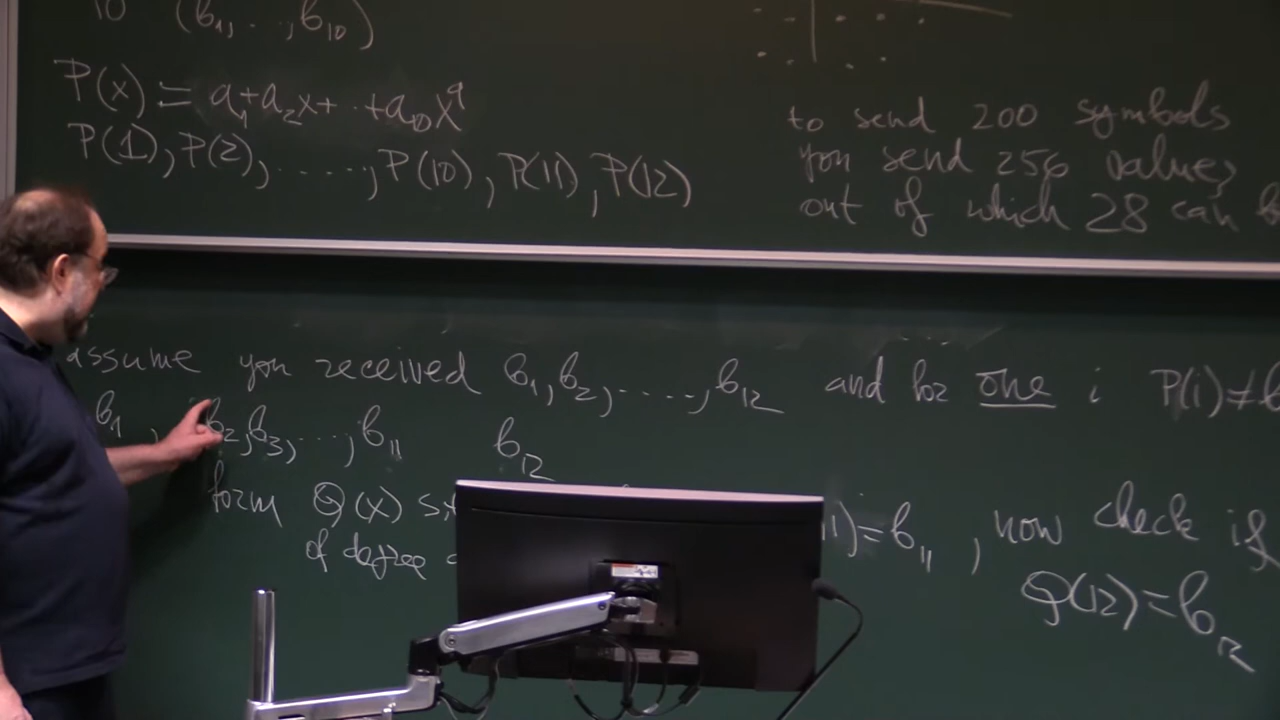 10 (b₁, .., b₁₀)
P(x) = a₁+a₂x+ ..+a₁₀x⁹
P(1), P(2), ....., P(10), P(11), P(12)
to send 200 symbols
you send 256 values
out of which 28 can
assume you received b₁, b₂, ...., b₁₂ and for one i P(i)≠b
b₁, b₂, b₃, ..., b₁₁ b₁₂
form Q(x) s.t. 11)=b₁₁, now check if
of degree Q(12)=b₁₂